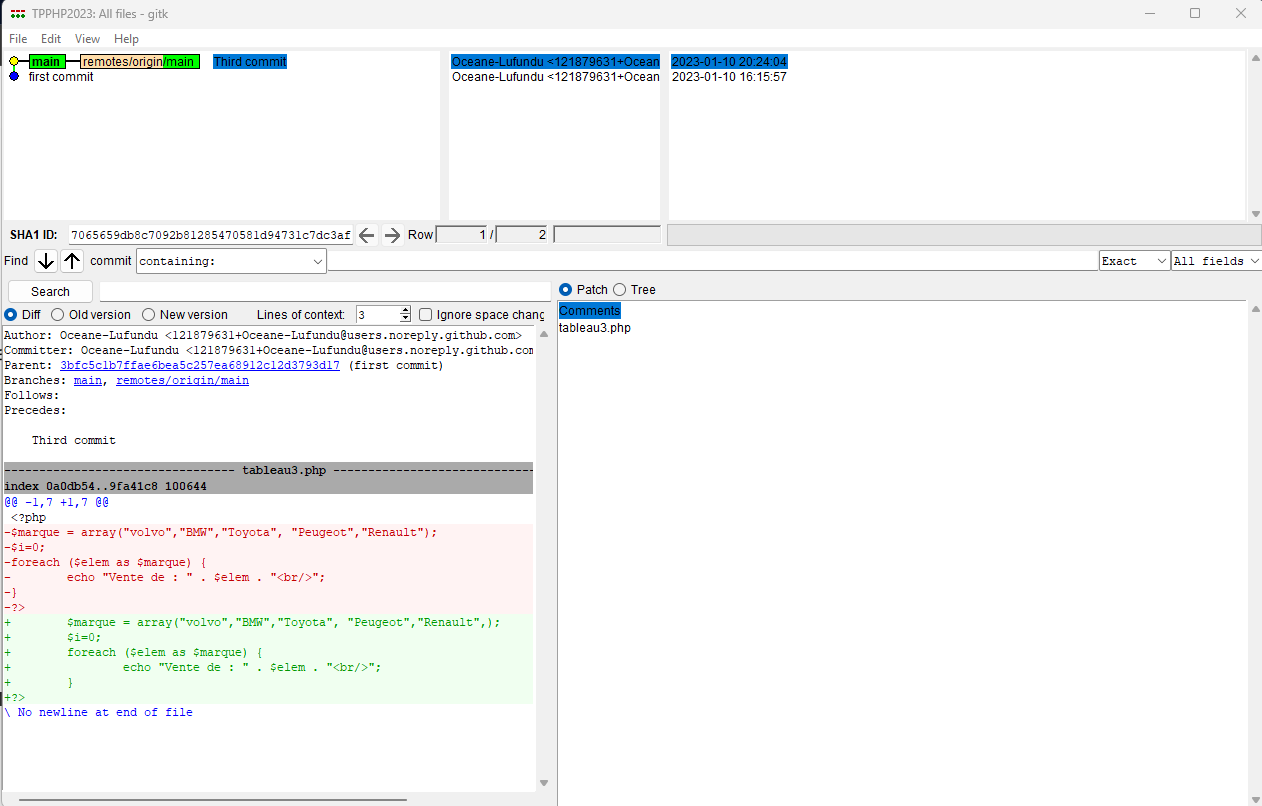 TPPHP2023: All files - gitk
File Edit View Help
main remotes/origin/main Third commit Oceane-Lufundu <121879631+Ocean 2023-01-10 20:24:04
first commit Oceane-Lufundu <121879631+Ocean 2023-01-10 16:15:57
SHA1 ID: 7065659db8c7092b81285470581d94731c7dc3af Row 1 / 2
Find commit containing: Exact All fields
Search Patch Tree
Diff Old version New version Lines of context: 3 Ignore space chang
Comments
tableau3.php
Author: Oceane-Lufundu <121879631+Oceane-Lufundu@users.noreply.github.com>
Committer: Oceane-Lufundu <121879631+Oceane-Lufundu@users.noreply.github.com
Parent: 3bfc5c1b7ffae6bea5c257ea68912c12d3793d17 (first commit)
Branches: main, remotes/origin/main
Follows:
Precedes:
Third commit
--------------------------------- tableau3.php -----------------------------
index 0a0db54..9fa41c8 100644
@@ -1,7 +1,7 @@
<?php
-$marque = array("volvo","BMW","Toyota", "Peugeot","Renault");
-$i=0;
-foreach ($elem as $marque) {
-        echo "Vente de : " . $elem . "<br/>";
-}
-?>
+        $marque = array("volvo","BMW","Toyota", "Peugeot","Renault",);
+        $i=0;
+        foreach ($elem as $marque) {
+                echo "Vente de : " . $elem . "<br/>";
+        }
+?>
\ No newline at end of file